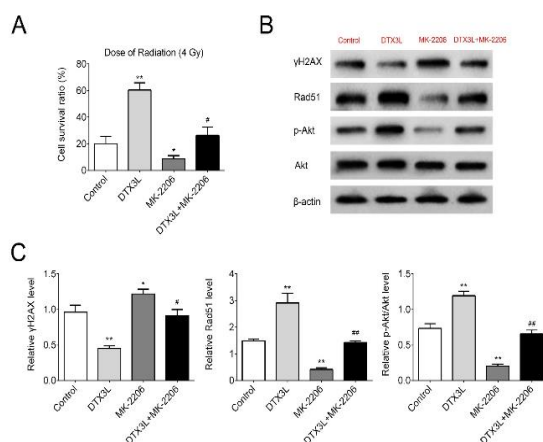 A
Dose of Radiation (4 Gy)
Cell survival ratio (%)
80
60
40
20
0
**
*
#
Control
DTX3L
MK-2206
DTX3L+MK-2206
B
Control DTX3L MK-2206 DTX3L+MK-2206
γH2AX
Rad51
p-Akt
Akt
β-actin
C
Relative γH2AX level
1.5
1.0
0.5
0.0
**
*
#
Control
DTX3L
MK-2206
DTX3L+MK-2206
Relative Rad51 level
4
3
2
1
0
**
**
##
Control
DTX3L
MK-2206
DTX3L+MK-2206
Relative p-Akt/Akt level
1.5
1.0
0.5
0.0
**
**
##
Control
DTX3L
MK-2206
DTX3L+MK-2206